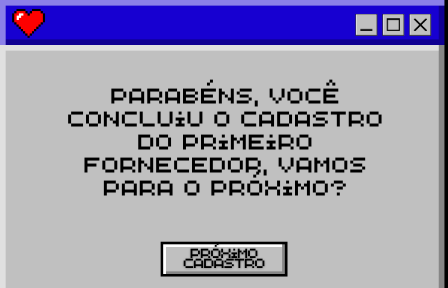 PARABÉNS, VOCÊ
CONCLUiU O CADASTRO
DO PRiMEiRO
FORNECEDOR, VAMOS
PARA O PRÓXiMO?
PRÓXiMO
CADASTRO